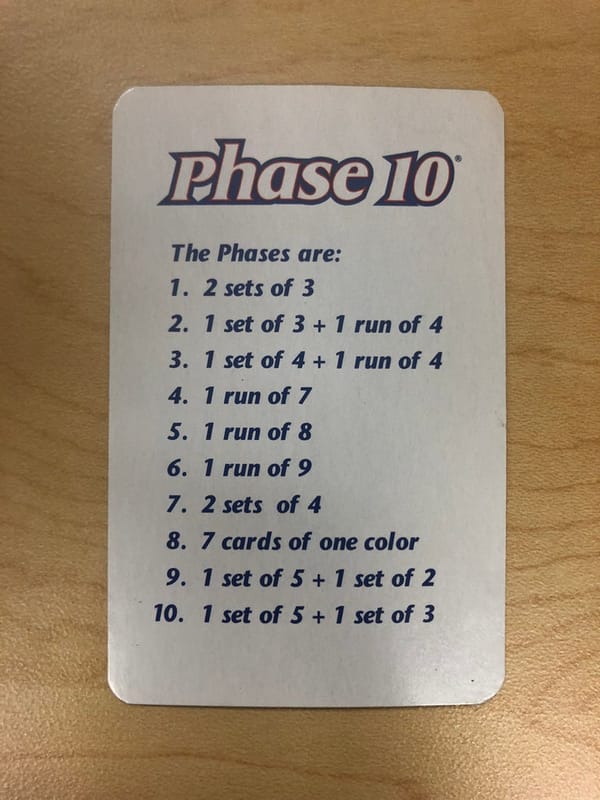 Phase 10®
The Phases are:
1. 2 sets of 3
2. 1 set of 3 + 1 run of 4
3. 1 set of 4 + 1 run of 4
4. 1 run of 7
5. 1 run of 8
6. 1 run of 9
7. 2 sets of 4
8. 7 cards of one color
9. 1 set of 5 + 1 set of 2
10. 1 set of 5 + 1 set of 3